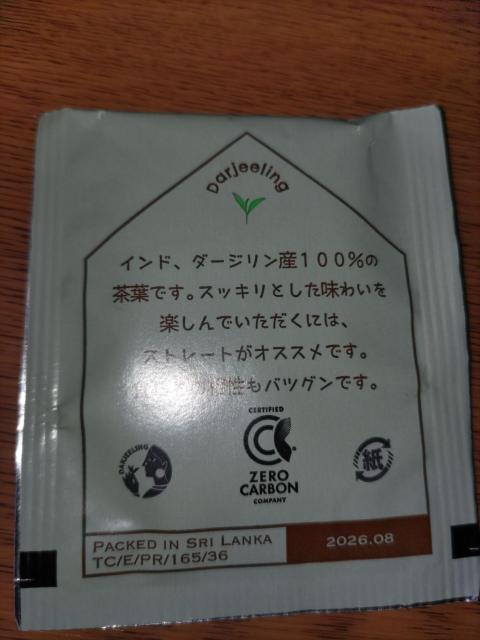 Darjeeling
インド、ダージリン産100%の
茶葉です。スッキリとした味わいを
楽しんでいただくには、
ストレートがオススメです。
相性もバツグンです。
DARJEELING
CERTIFIED
ZERO
CARBON
COMPANY
紙
PACKED IN SRI LANKA
TC/E/PR/165/36
2026.08